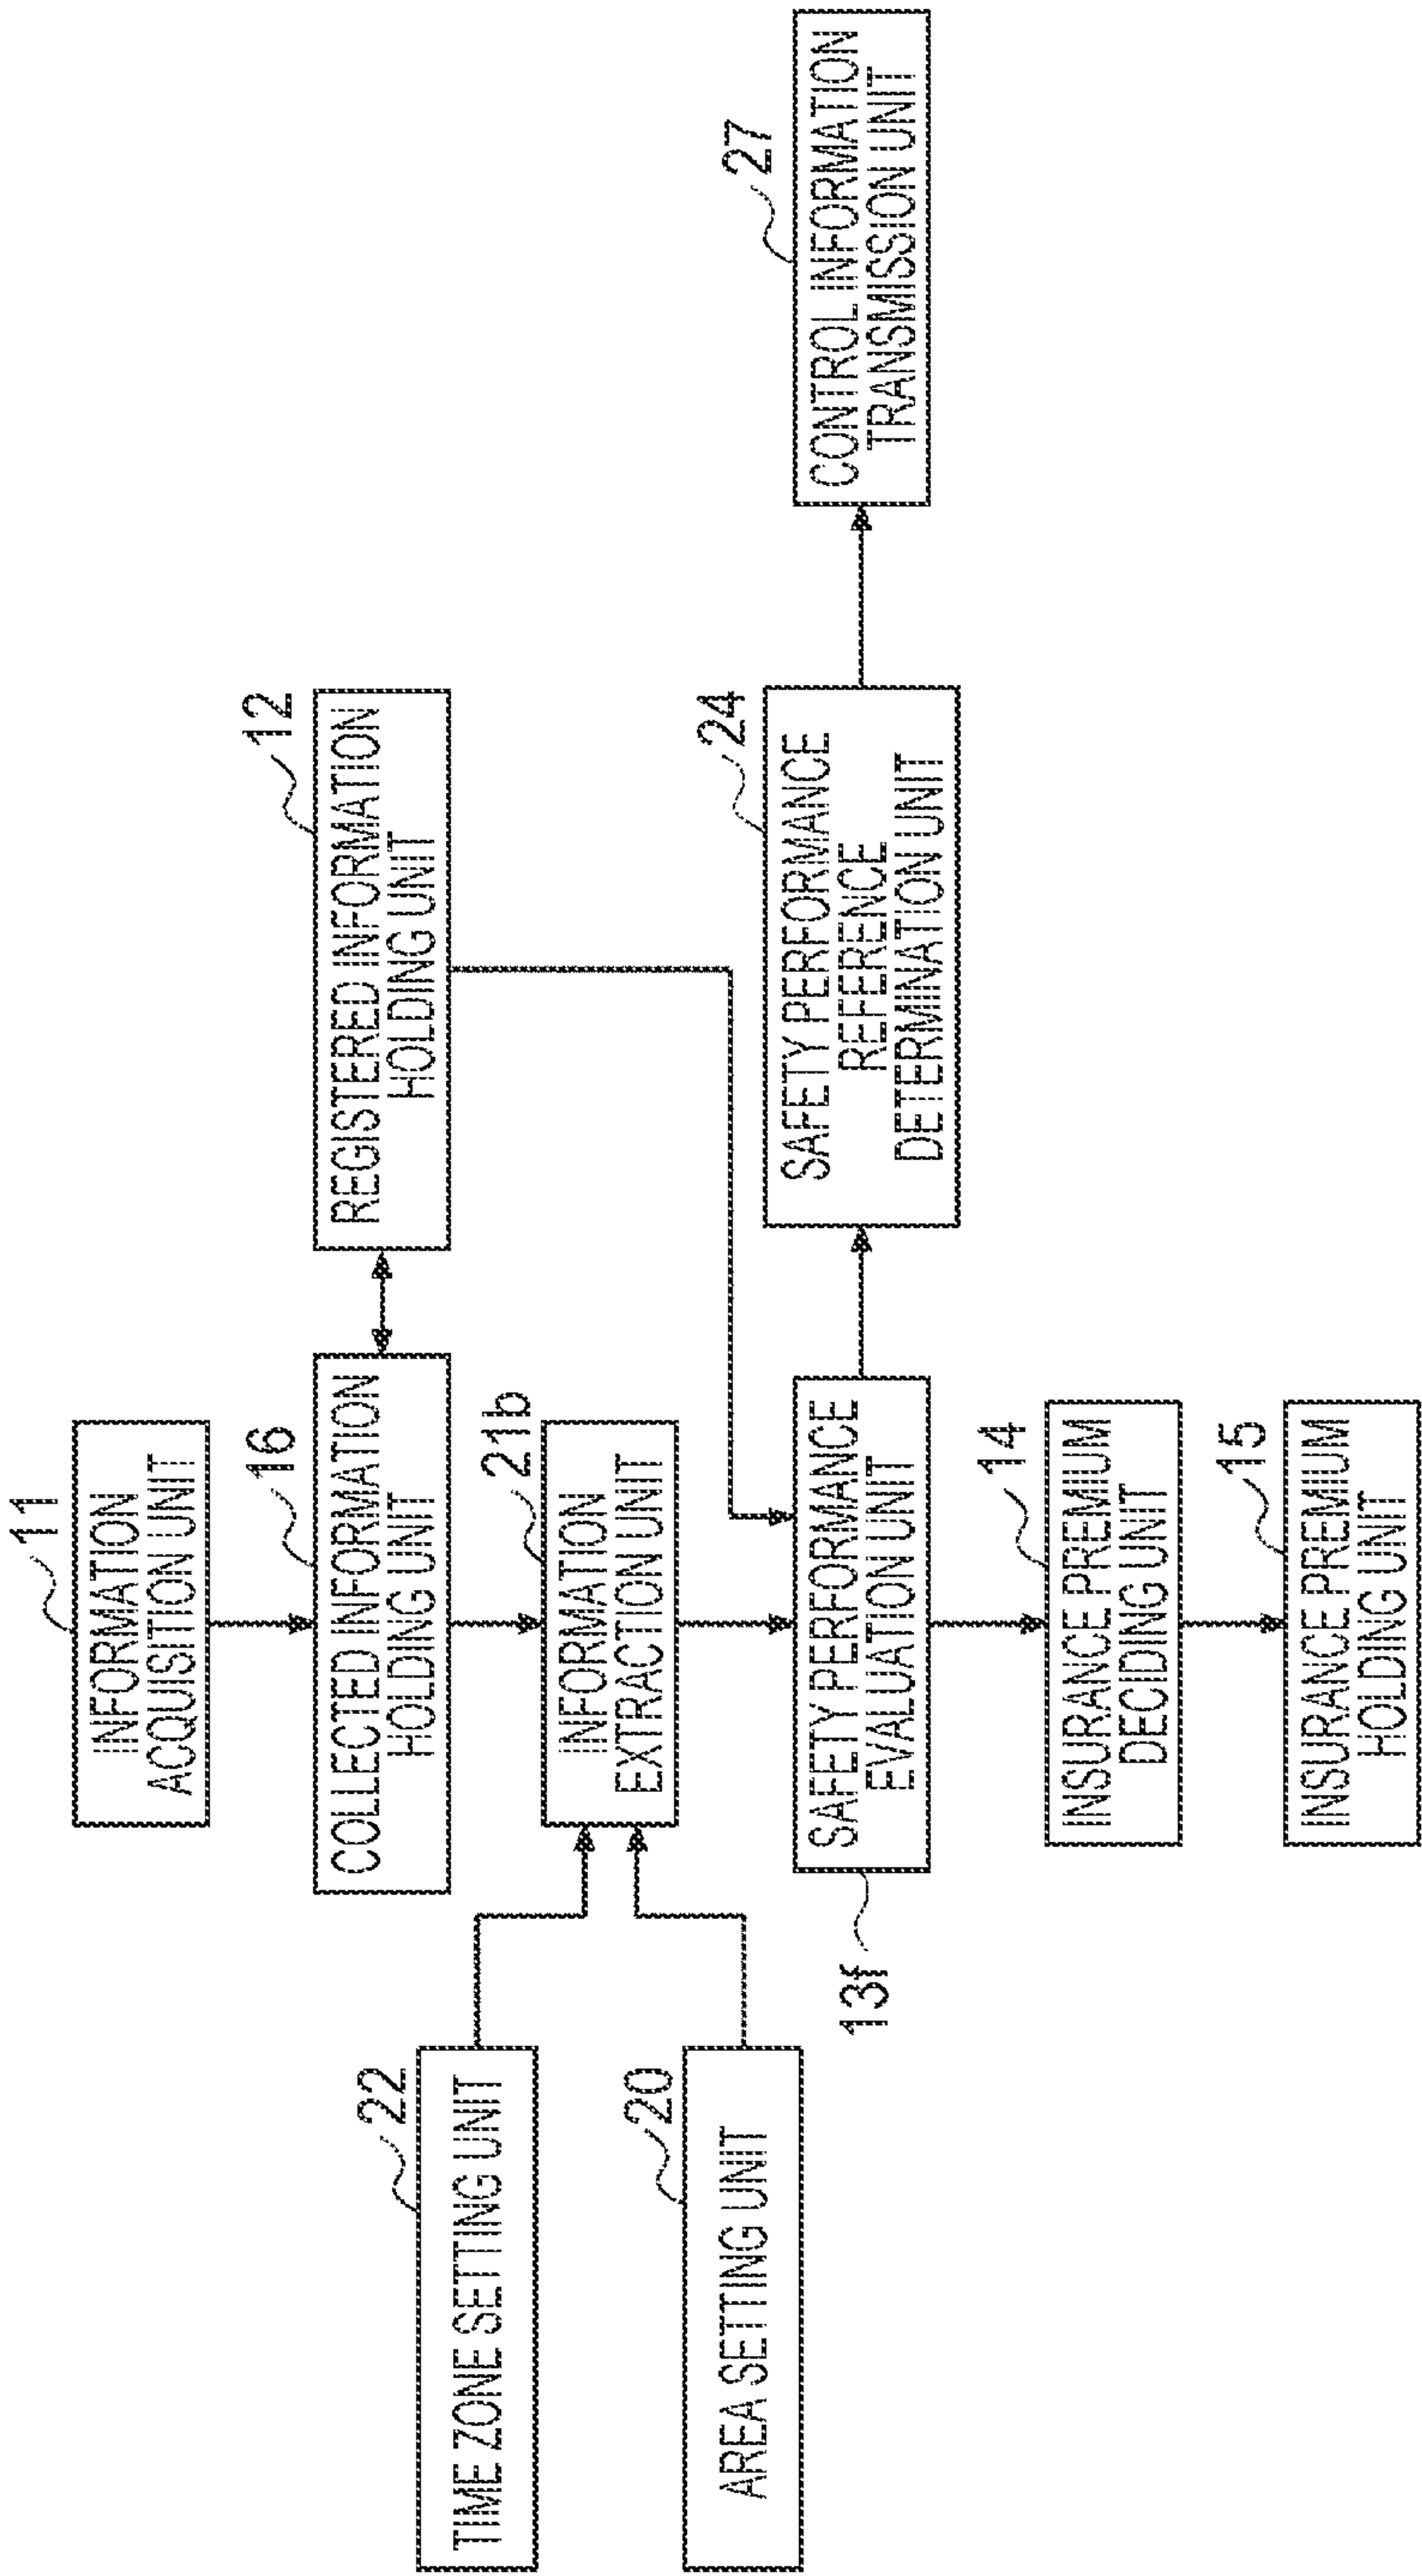 11
INFORMATION
ACQUISITION UNIT
16
COLLECTED INFORMATION
HOLDING UNIT
12
REGISTERED INFORMATION
HOLDING UNIT
22
TIME ZONE SETTING UNIT
21b
INFORMATION
EXTRACTION UNIT
20
AREA SETTING UNIT
13f
SAFETY PERFORMANCE
EVALUATION UNIT
24
SAFETY PERFORMANCE
REFERENCE
DETERMINATION UNIT
27
CONTROL INFORMATION
TRANSMISSION UNIT
14
INSURANCE PREMIUM
DECIDING UNIT
15
INSURANCE PREMIUM
HOLDING UNIT